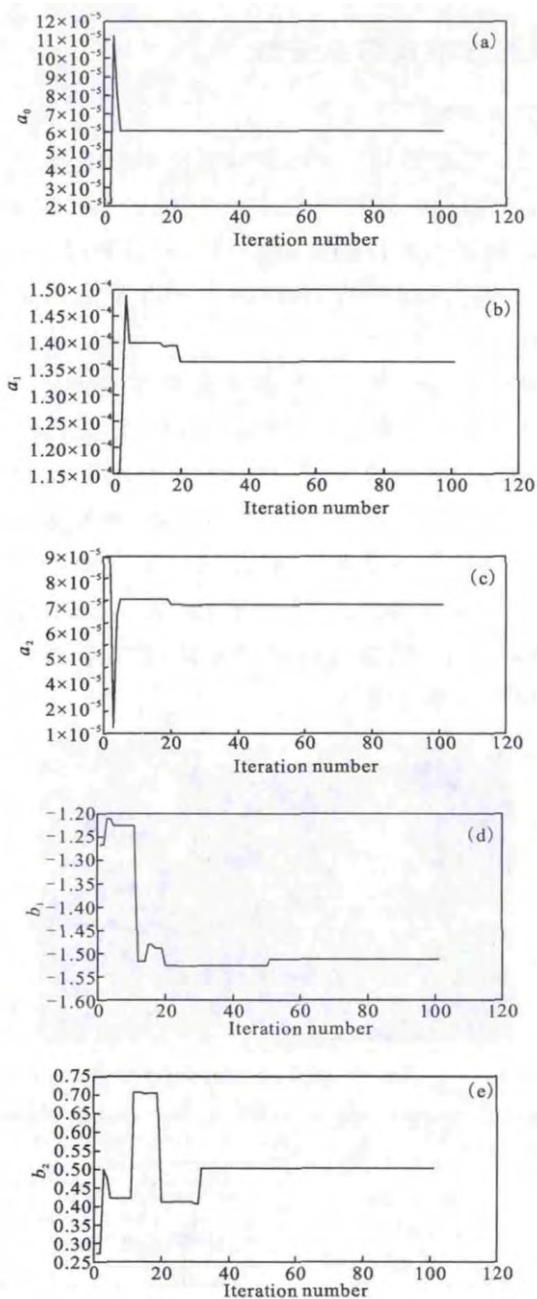 12×10⁻⁵
11×10⁻⁵
10×10⁻⁵
9×10⁻⁵
8×10⁻⁵
7×10⁻⁵
6×10⁻⁵
5×10⁻⁵
4×10⁻⁵
3×10⁻⁵
2×10⁻⁵
a₀
(a)
0 20 40 60 80 100 120
Iteration number
1.50×10⁻⁴
1.45×10⁻⁴
1.40×10⁻⁴
1.35×10⁻⁴
1.30×10⁻⁴
1.25×10⁻⁴
1.20×10⁻⁴
1.15×10⁻⁴
a₁
(b)
0 20 40 60 80 100 120
Iteration number
9×10⁻⁵
8×10⁻⁵
7×10⁻⁵
6×10⁻⁵
5×10⁻⁵
4×10⁻⁵
3×10⁻⁵
2×10⁻⁵
1×10⁻⁵
a₂
(c)
0 20 40 60 80 100 120
Iteration number
−1.20
−1.25
−1.30
−1.35
−1.40
−1.45
−1.50
−1.55
−1.60
b₁
(d)
0 20 40 60 80 100 120
Iteration number
0.75
0.70
0.65
0.60
0.55
0.50
0.45
0.40
0.35
0.30
0.25
b₂
(e)
0 20 40 60 80 100 120
Iteration number